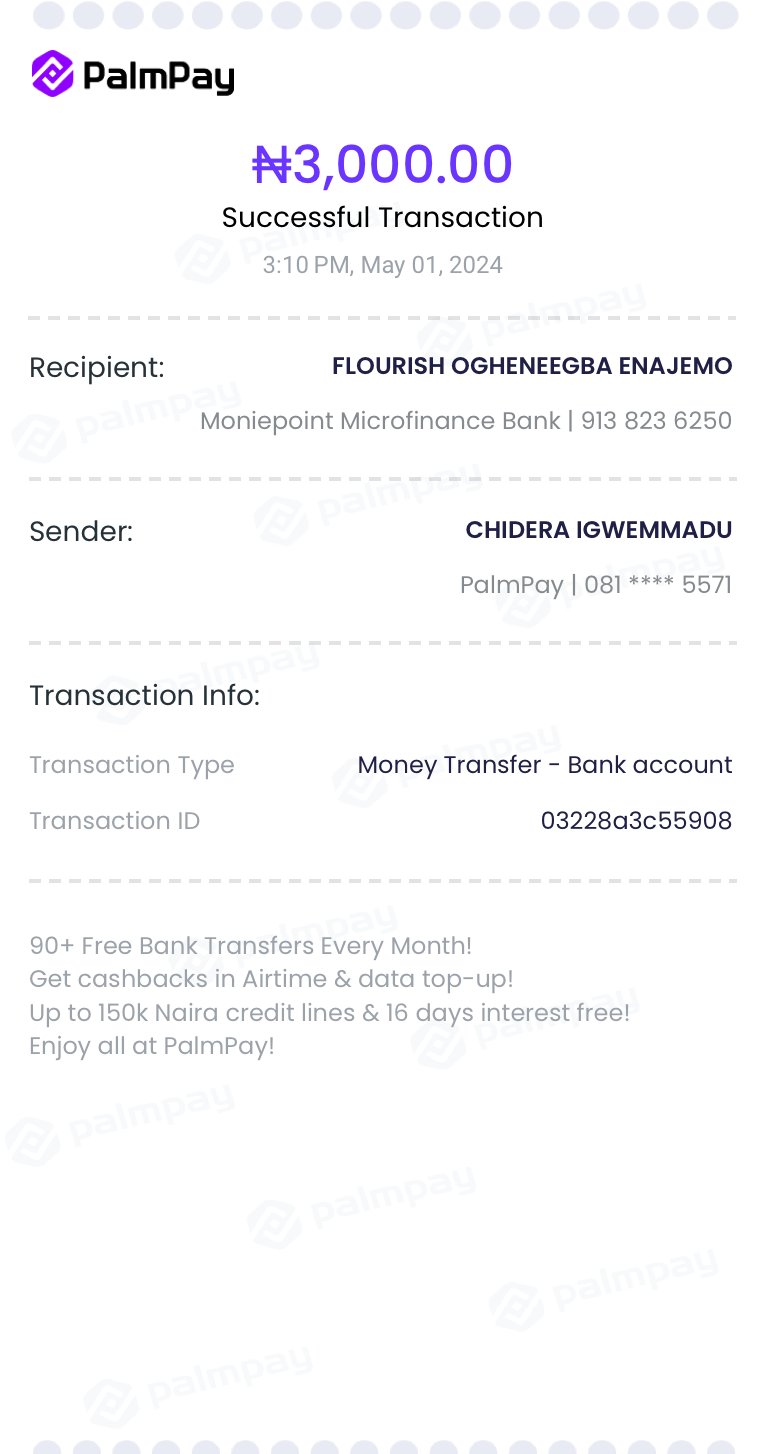 PalmPay
₦3,000.00
Successful Transaction
3:10 PM, May 01, 2024
Recipient: FLOURISH OGHENEEGBA ENAJEMO
Moniepoint Microfinance Bank | 913 823 6250
Sender: CHIDERA IGWEMMADU
PalmPay | 081 **** 5571
Transaction Info:
Transaction Type Money Transfer - Bank account
Transaction ID 03228a3c55908
90+ Free Bank Transfers Every Month!
Get cashbacks in Airtime & data top-up!
Up to 150k Naira credit lines & 16 days interest free!
Enjoy all at PalmPay!
palmpay
palmpay
palmpay
palmpay
palmpay
palmpay
palmpay
palmpay
palmpay
palmpay
palmpay
palmpay
palmpay